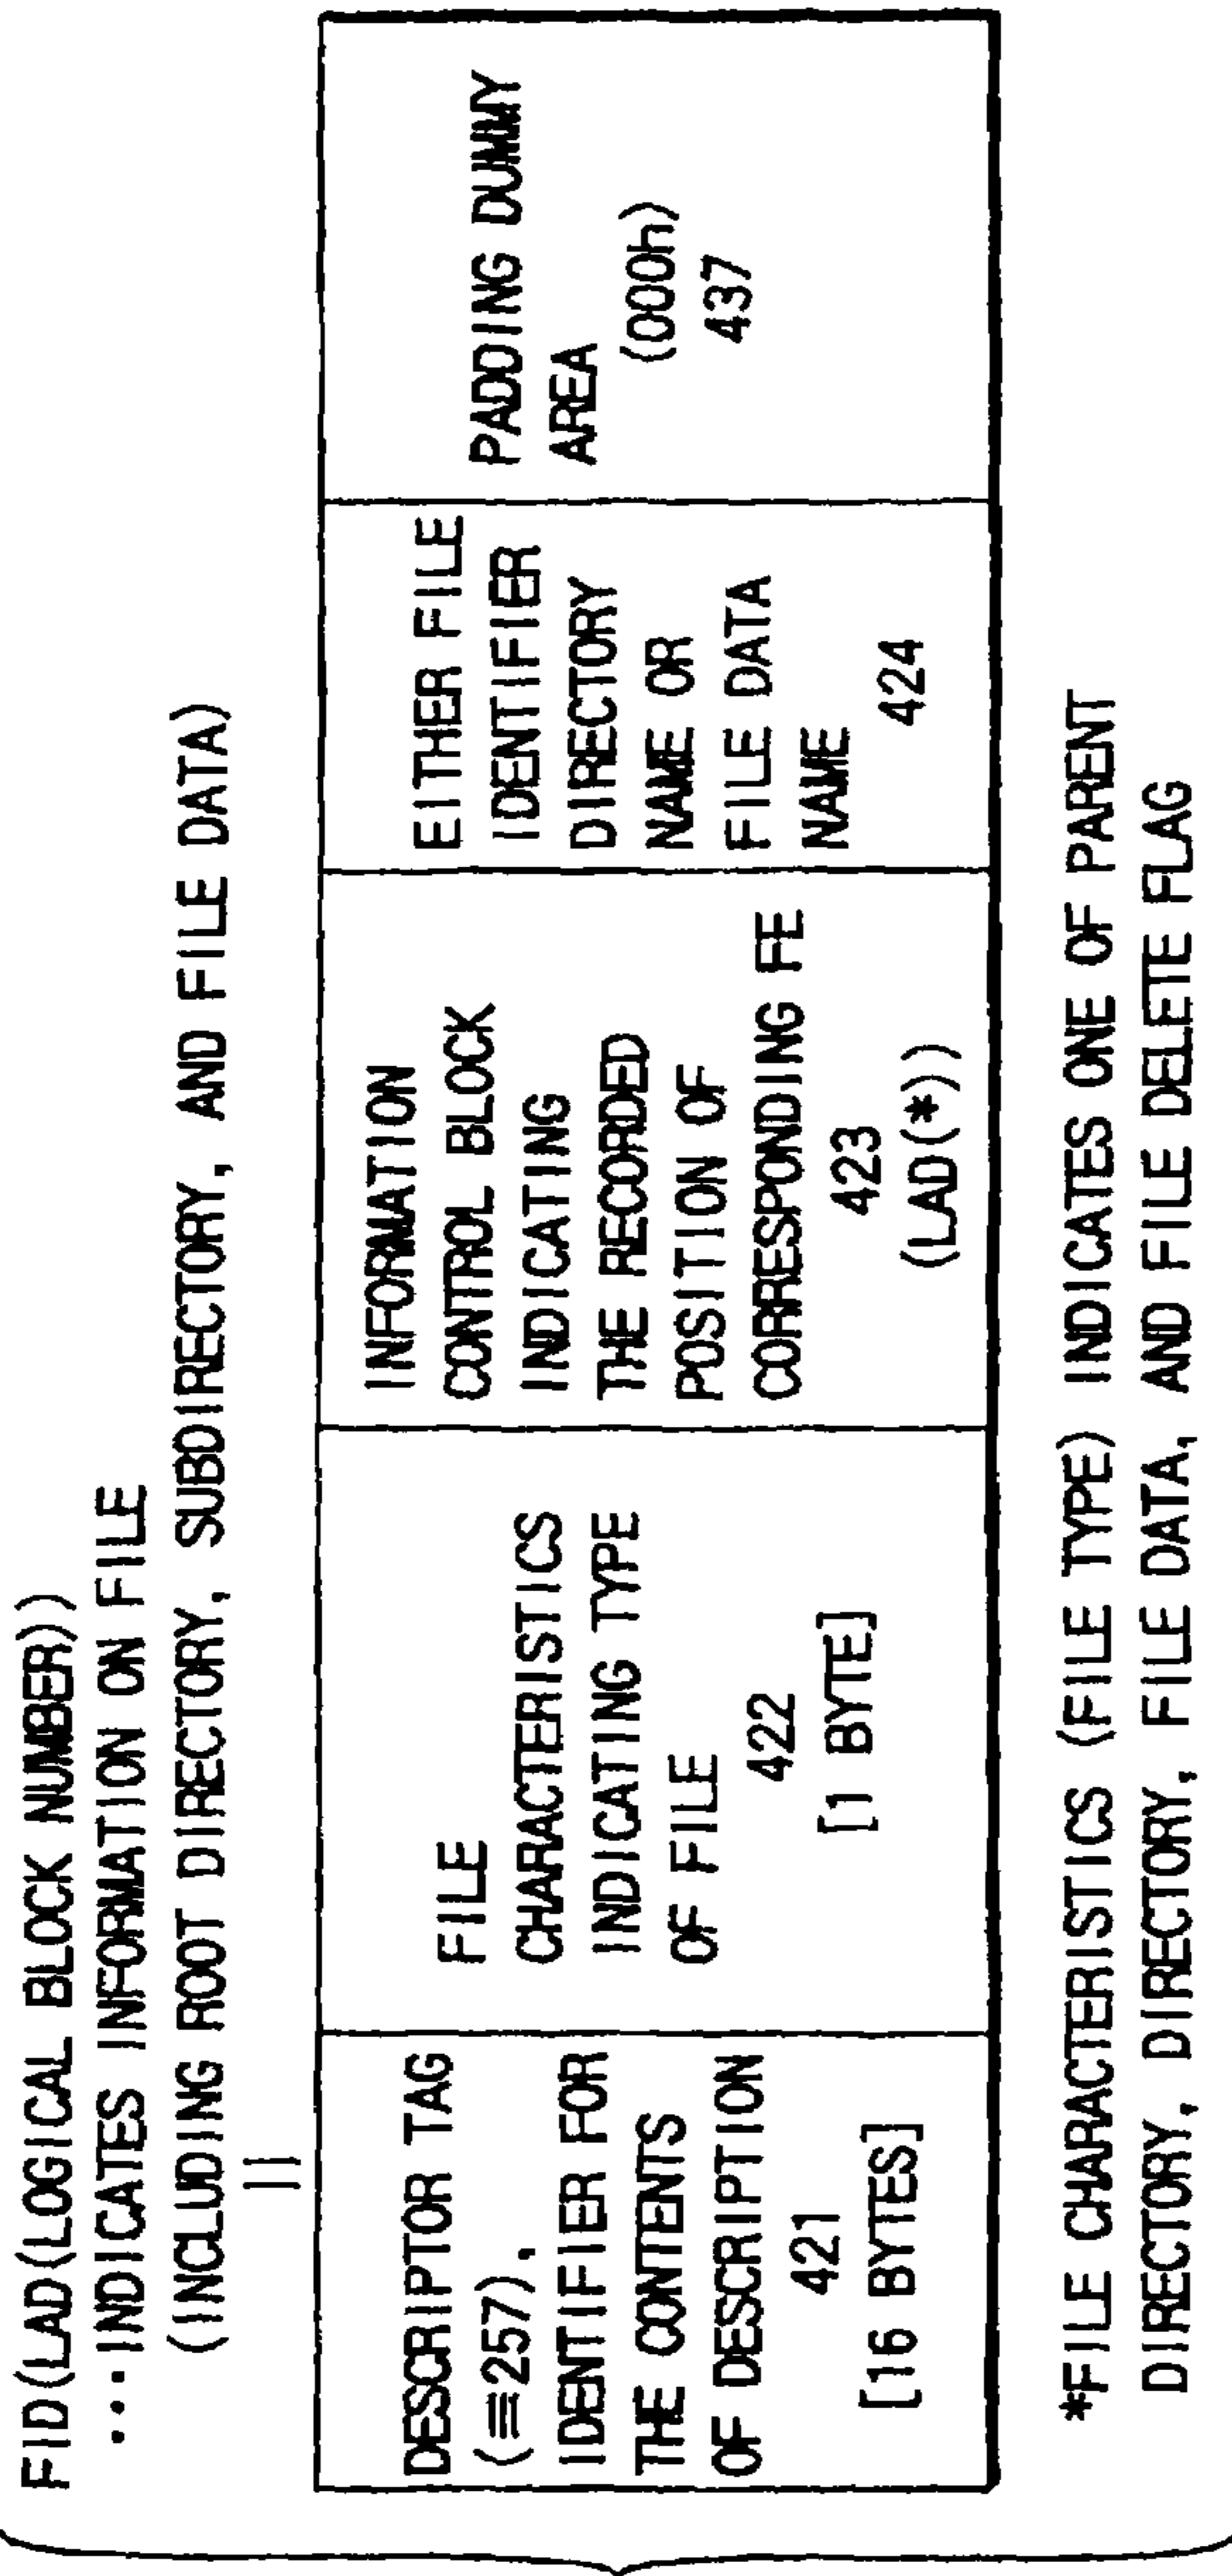 FID(LAD(LOGICAL BLOCK NUMBER))
···INDICATES INFORMATION ON FILE
(INCLUDING ROOT DIRECTORY, SUBDIRECTORY, AND FILE DATA)
||
DESCRIPTOR TAG
(≡257),
IDENTIFIER FOR
THE CONTENTS
OF DESCRIPTION
421
[16 BYTES]
FILE
CHARACTERISTICS
INDICATING TYPE
OF FILE
422
[1 BYTE]
INFORMATION
CONTROL BLOCK
INDICATING
THE RECORDED
POSITION OF
CORRESPONDING FE
423
(LAD(*))
EITHER FILE
IDENTIFIER
DIRECTORY
NAME OR
FILE DATA
NAME
424
PADDING DUMMY
AREA
(000h)
437
*FILE CHARACTERISTICS (FILE TYPE) INDICATES ONE OF PARENT
DIRECTORY, DIRECTORY, FILE DATA, AND FILE DELETE FLAG